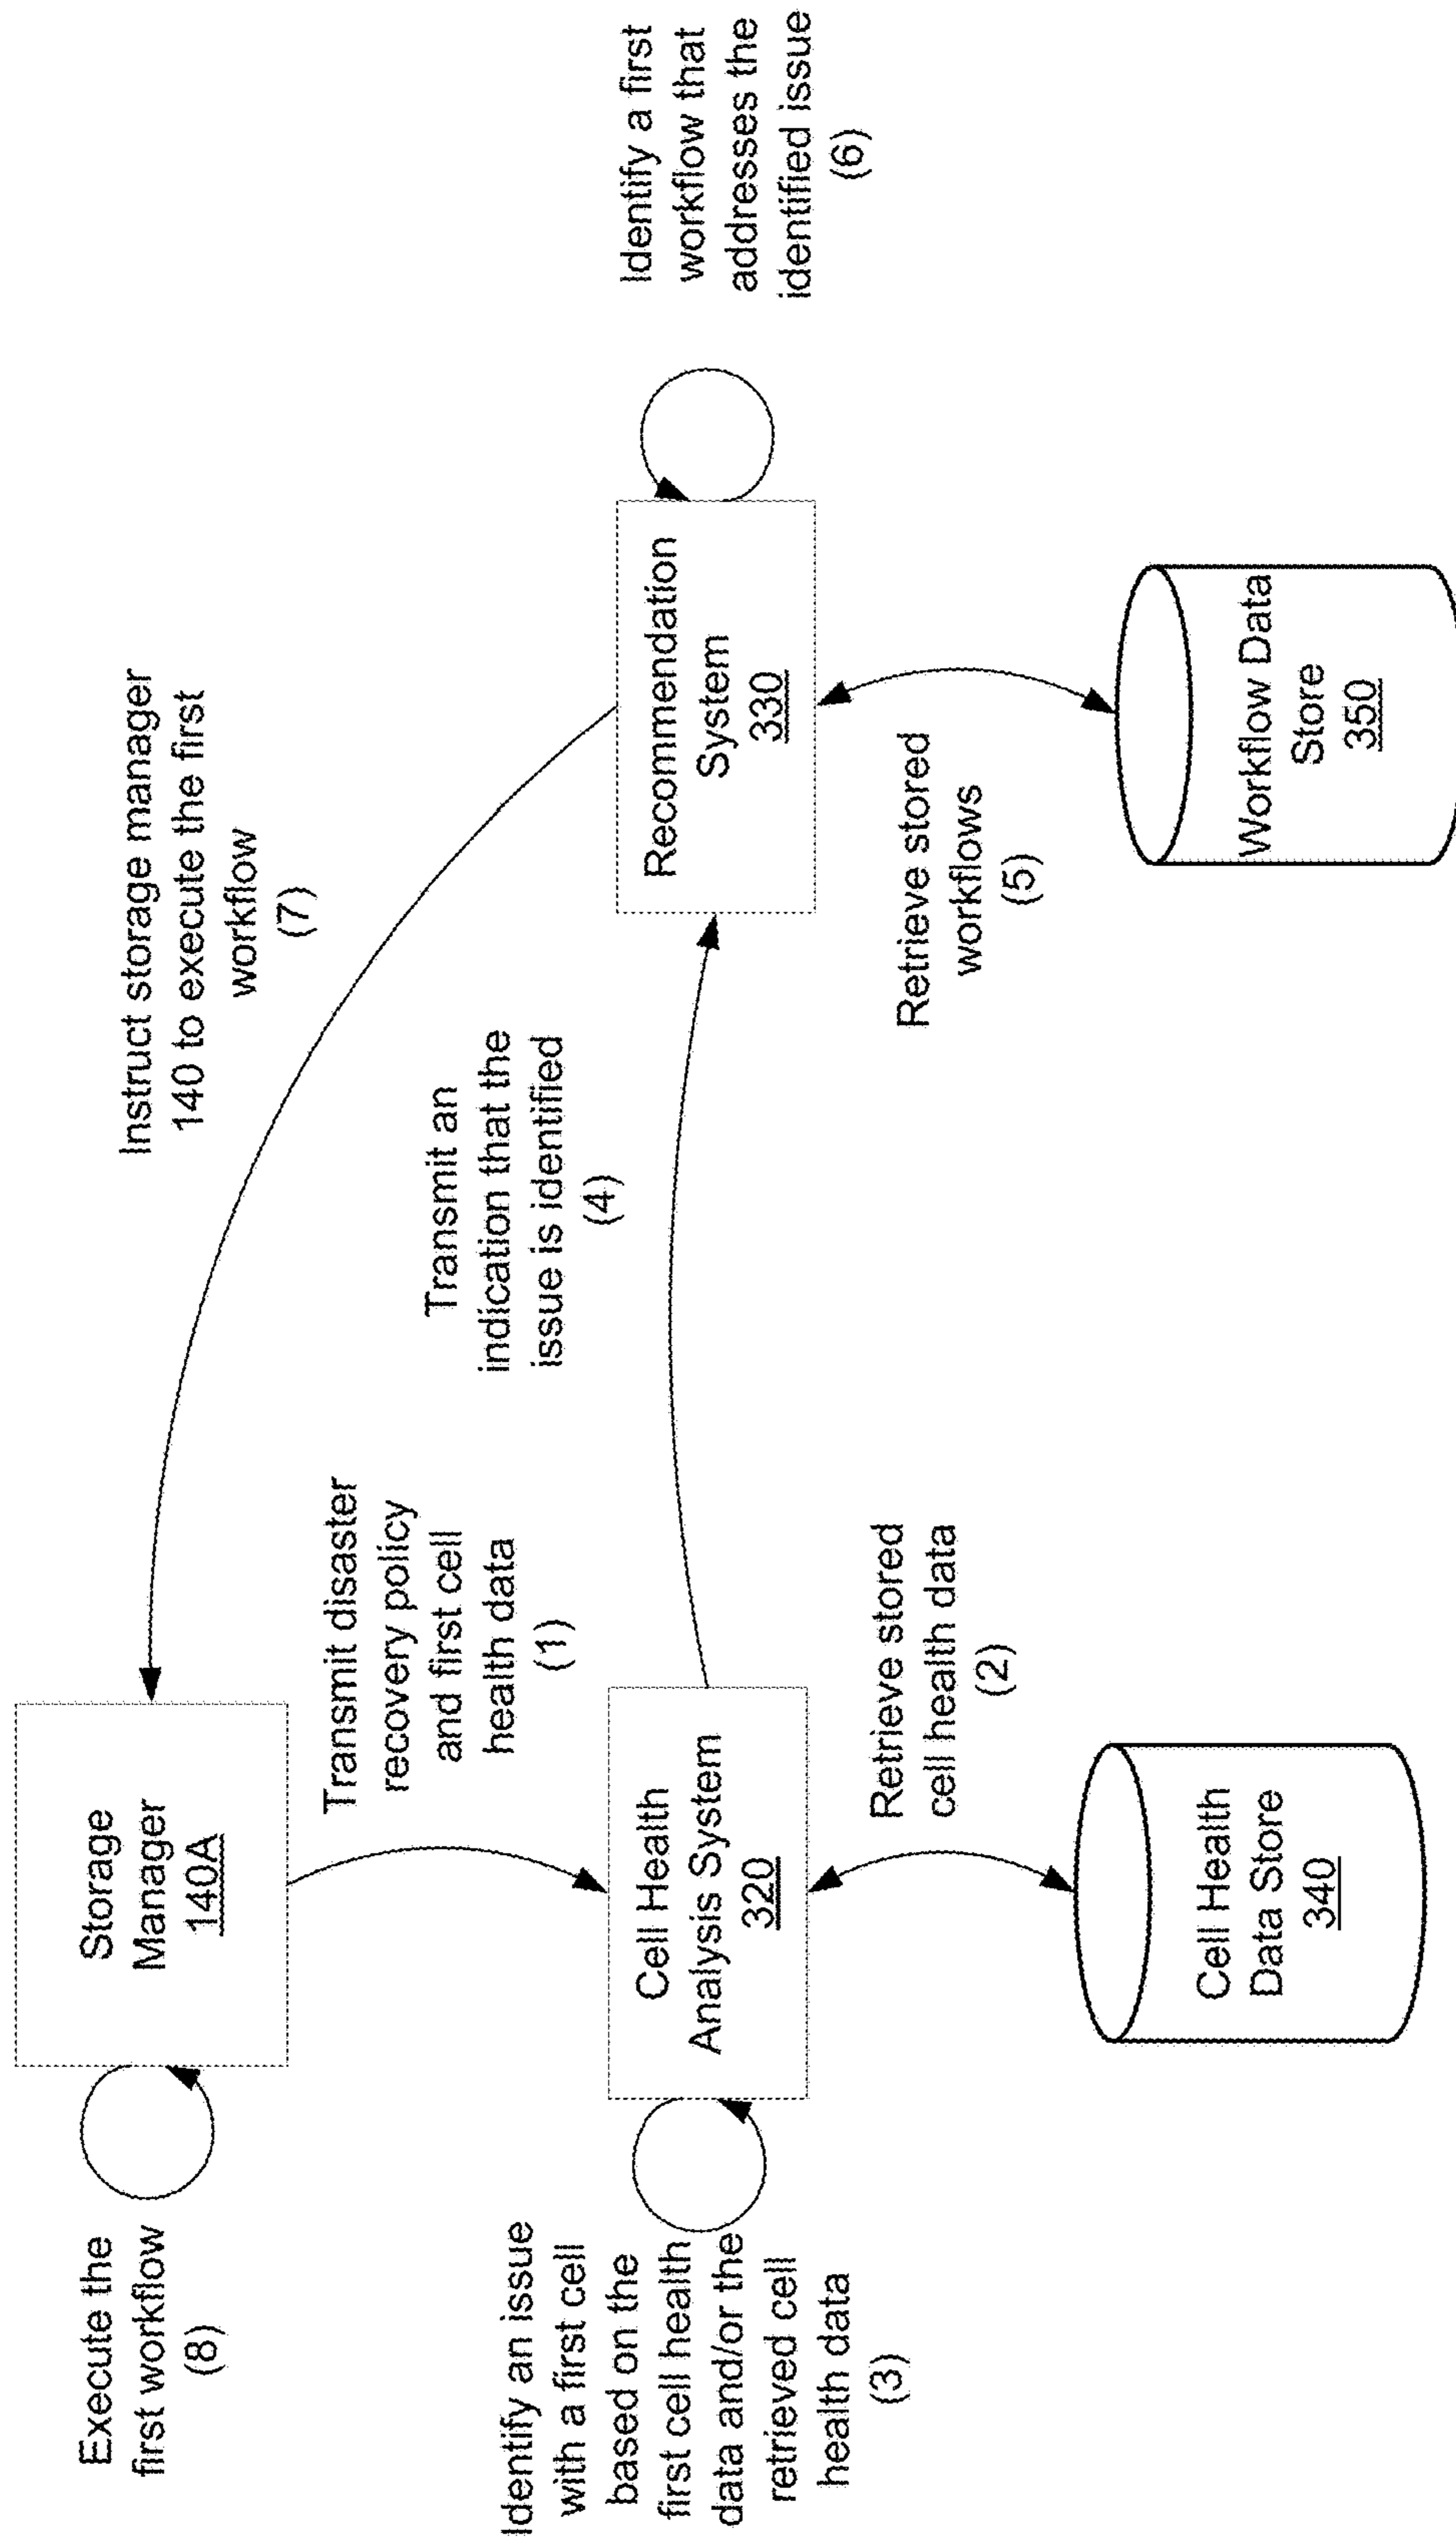 Execute the
first workflow
(8)
Storage
Manager
140A
Instruct storage manager
140 to execute the first
workflow
(7)
Transmit disaster
recovery policy
and first cell
health data
(1)
Transmit an
indication that the
issue is identified
(4)
Identify an issue
with a first cell
based on the
first cell health
data and/or the
retrieved cell
health data
(3)
Cell Health
Analysis System
320
Recommendation
System
330
Identify a first
workflow that
addresses the
identified issue
(6)
Retrieve stored
cell health data
(2)
Retrieve stored
workflows
(5)
Cell Health
Data Store
340
Workflow Data
Store
350